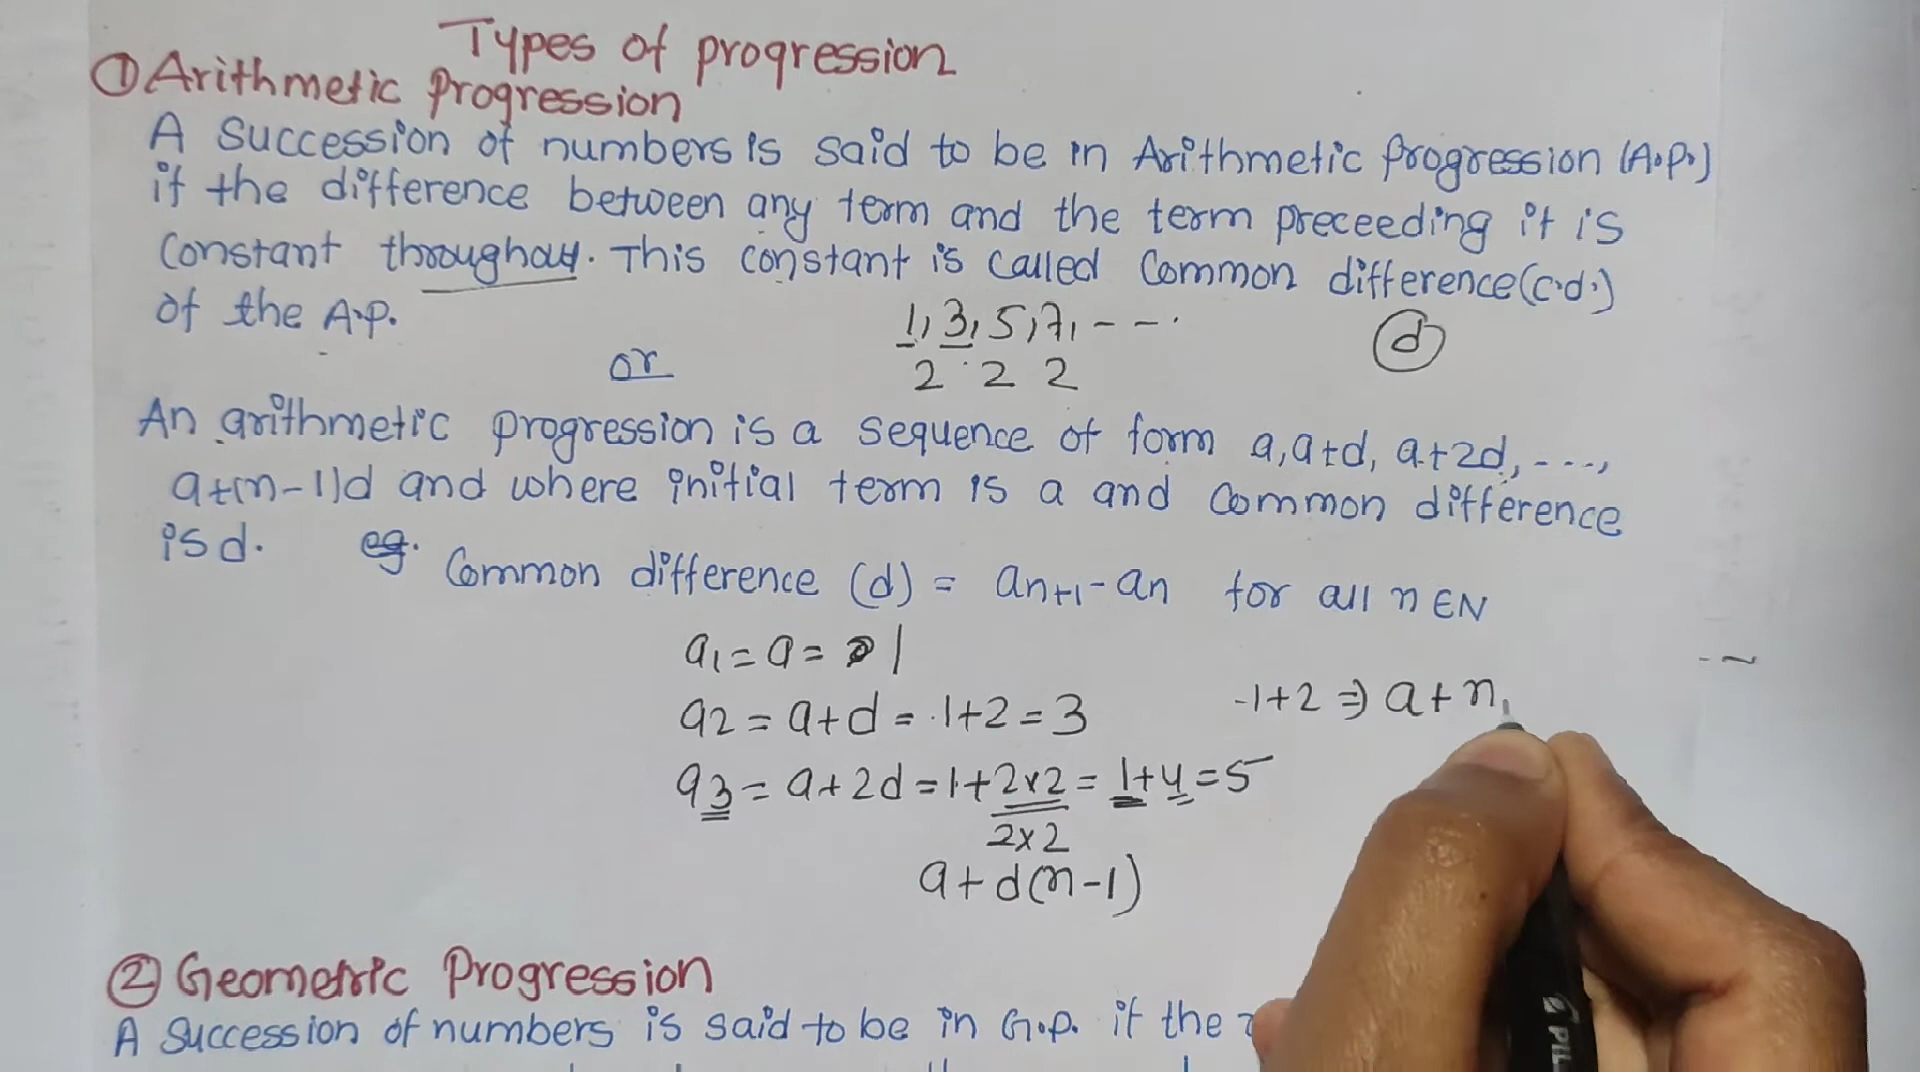 Types of progression
① Arithmetic progression
A succession of numbers is said to be in Arithmetic progression (A.P.)
if the difference between any term and the term preceeding it is
constant throughout. This constant is called common difference (c.d.)
of the A.P.
1, 3, 5, 7, - - - .
d
or
2 2 2
An arithmetic progression is a sequence of form a, a+d, a+2d, - - - -,
a+(n-1)d and where initial term is a and common difference
is d. eg.
Common difference (d) = an+1 - an for all n ∈ N
a1 = a = 1
a2 = a+d = 1+2 = 3
-1+2 ⇒ a+n
a3 = a+2d = 1+2×2 = 1+4 = 5
2×2
a+d(n-1)
② Geometric Progression
A succession of numbers is said to be in G.P. if the
PIL